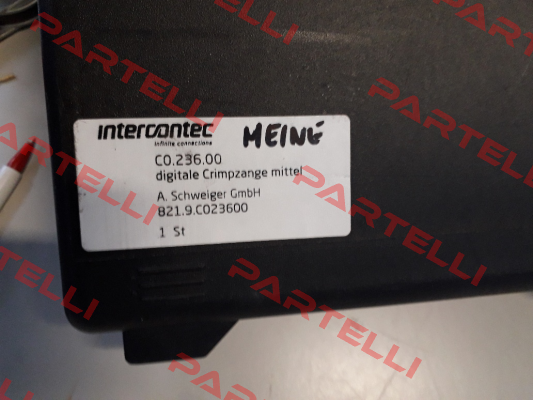 intercontec MEINE
infinite connections
C0.236.00
digitale Crimpzange mittel
A. Schweiger GmbH
821.9.C023600
1 St
PARTELLI
PARTELLI
PARTELLI
PARTELLI
PARTELLI
PARTELLI
PARTELLI
PARTELLI